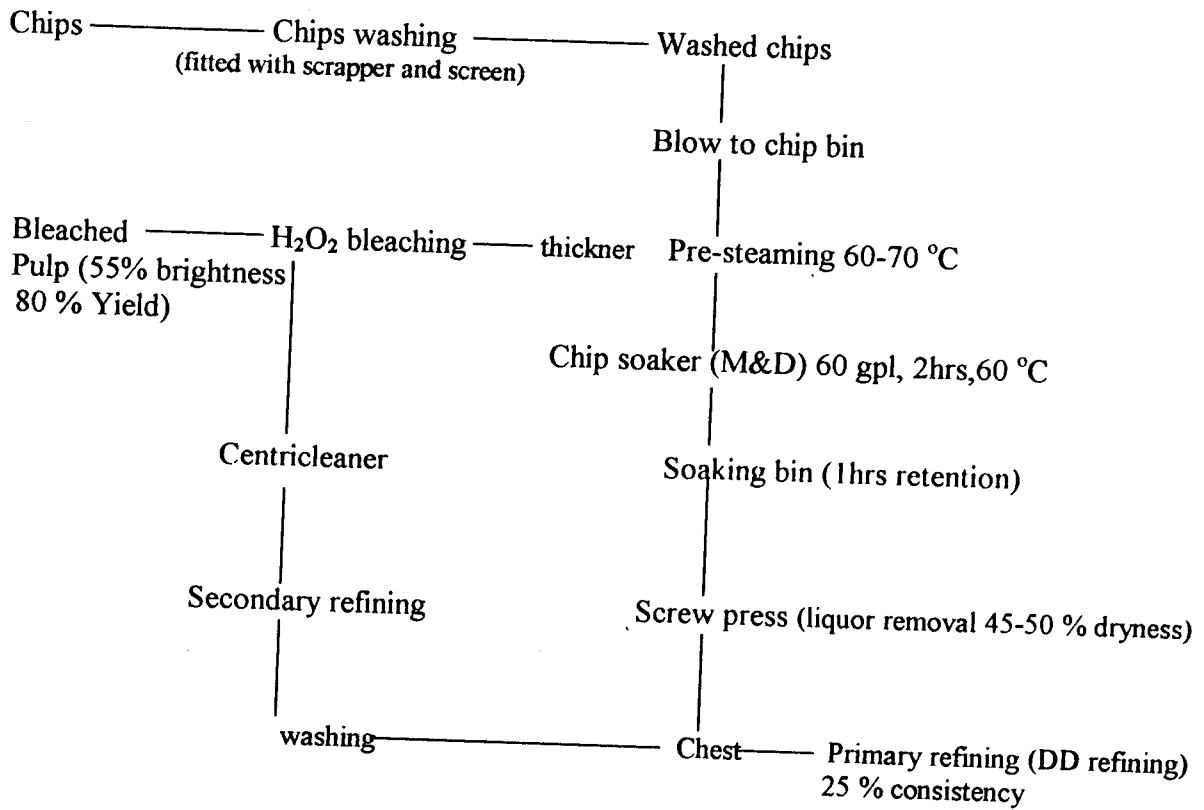 Chips Chips washing Washed chips
(fitted with scrapper and screen)
Blow to chip bin
Bleached H₂O₂ bleaching thickner Pre-steaming 60-70 °C
Pulp (55% brightness
80 % Yield)
Chip soaker (M&D) 60 gpl, 2hrs,60 °C
Centricleaner Soaking bin (1hrs retention)
Secondary refining Screw press (liquor removal 45-50 % dryness)
washing Chest Primary refining (DD refining)
25 % consistency